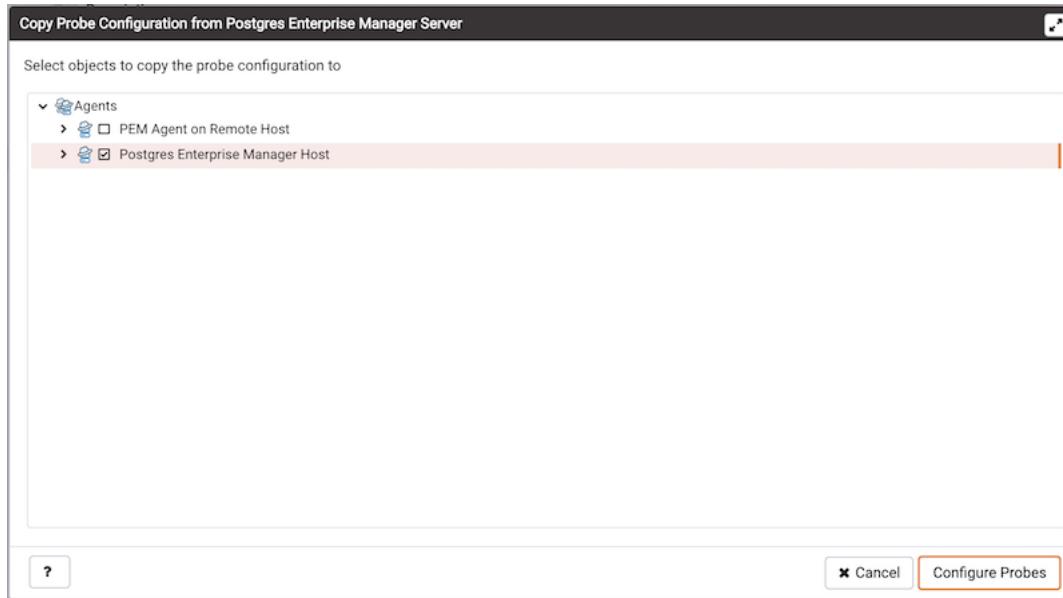 Copy Probe Configuration from Postgres Enterprise Manager Server
Select objects to copy the probe configuration to
Agents
PEM Agent on Remote Host
Postgres Enterprise Manager Host
?
Cancel
Configure Probes